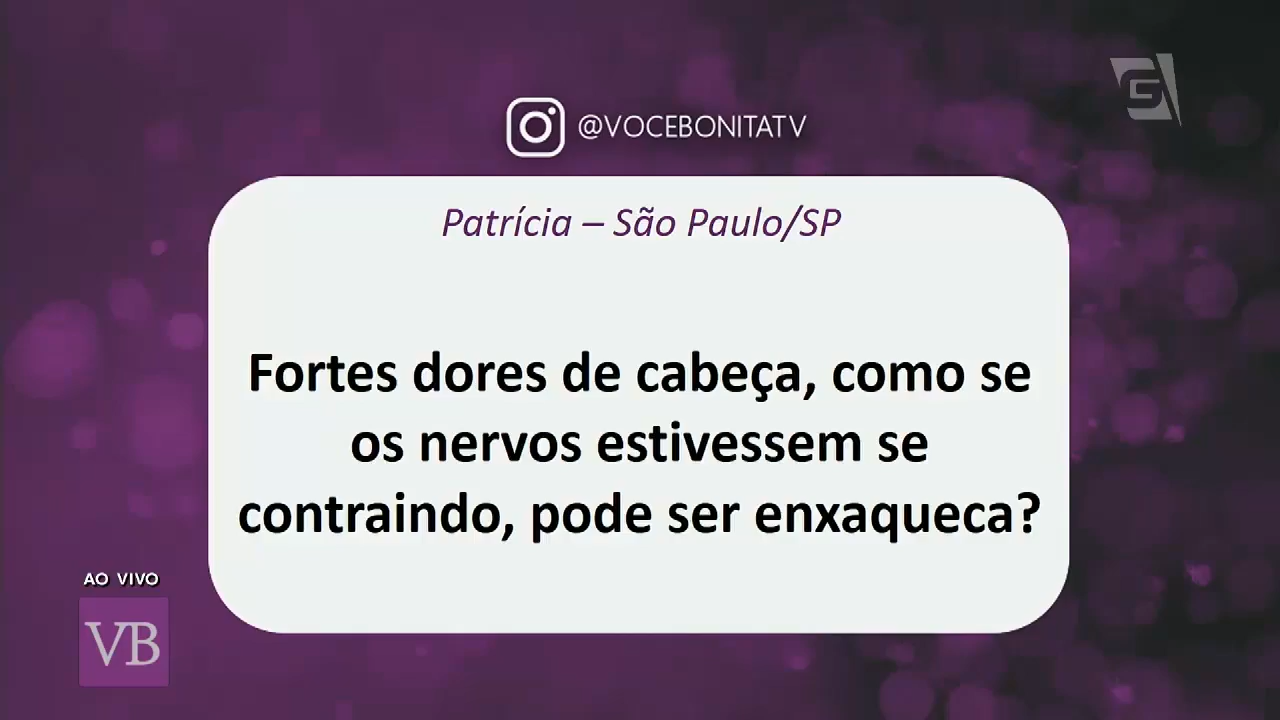 @VOCEBONITATV
Patrícia – São Paulo/SP
Fortes dores de cabeça, como se
os nervos estivessem se
contraindo, pode ser enxaqueca?
AO VIVO
VB